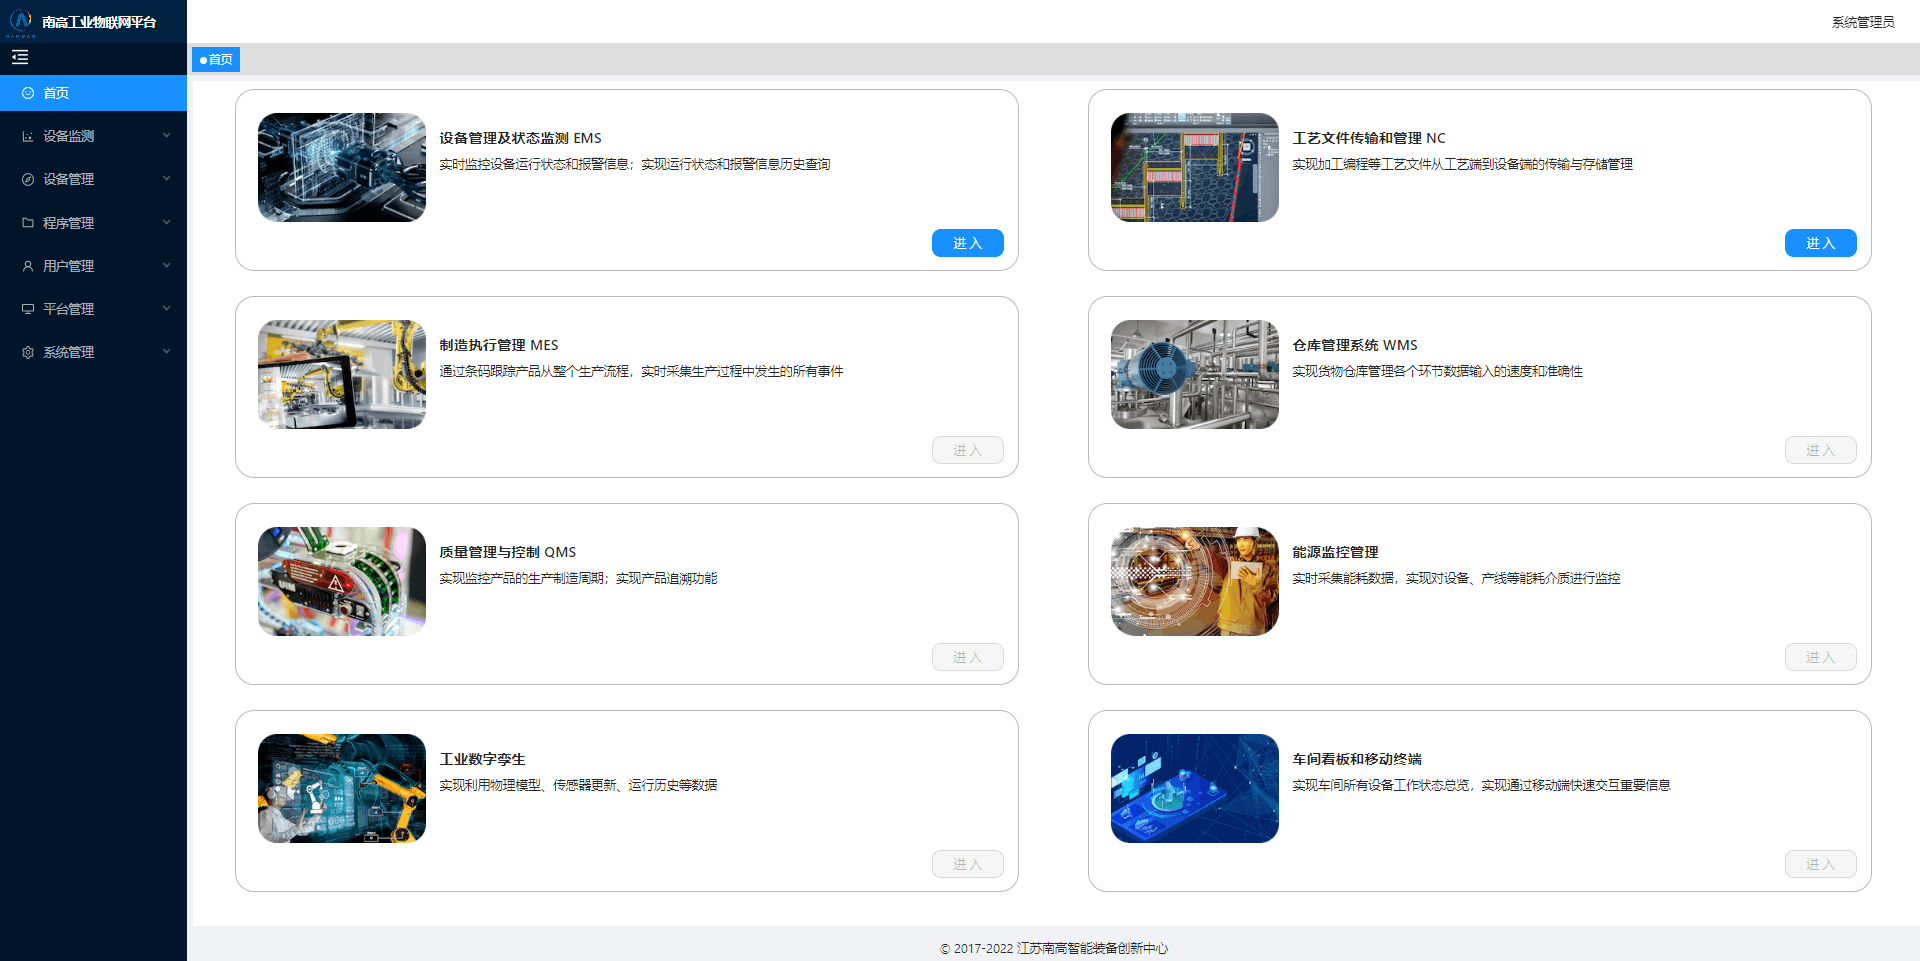 南高工业物联网平台
系统管理员
首页
首页
设备监测
设备管理
程序管理
用户管理
平台管理
系统管理
设备管理及状态监测 EMS
实时监控设备运行状态和报警信息；实现运行状态和报警信息历史查询
进 入
工艺文件传输和管理 NC
实现加工编程等工艺文件从工艺端到设备端的传输与存储管理
进 入
制造执行管理 MES
通过条码跟踪产品从整个生产流程，实时采集生产过程中发生的所有事件
进 入
仓库管理系统 WMS
实现货物仓库管理各个环节数据输入的速度和准确性
进 入
质量管理与控制 QMS
实现监控产品的生产制造周期；实现产品追溯功能
进 入
能源监控管理
实时采集能耗数据，实现对设备、产线等能耗介质进行监控
进 入
工业数字孪生
实现利用物理模型、传感器更新、运行历史等数据
进 入
车间看板和移动终端
实现车间所有设备工作状态总览，实现通过移动端快速交互重要信息
进 入
© 2017-2022 江苏南高智能装备创新中心